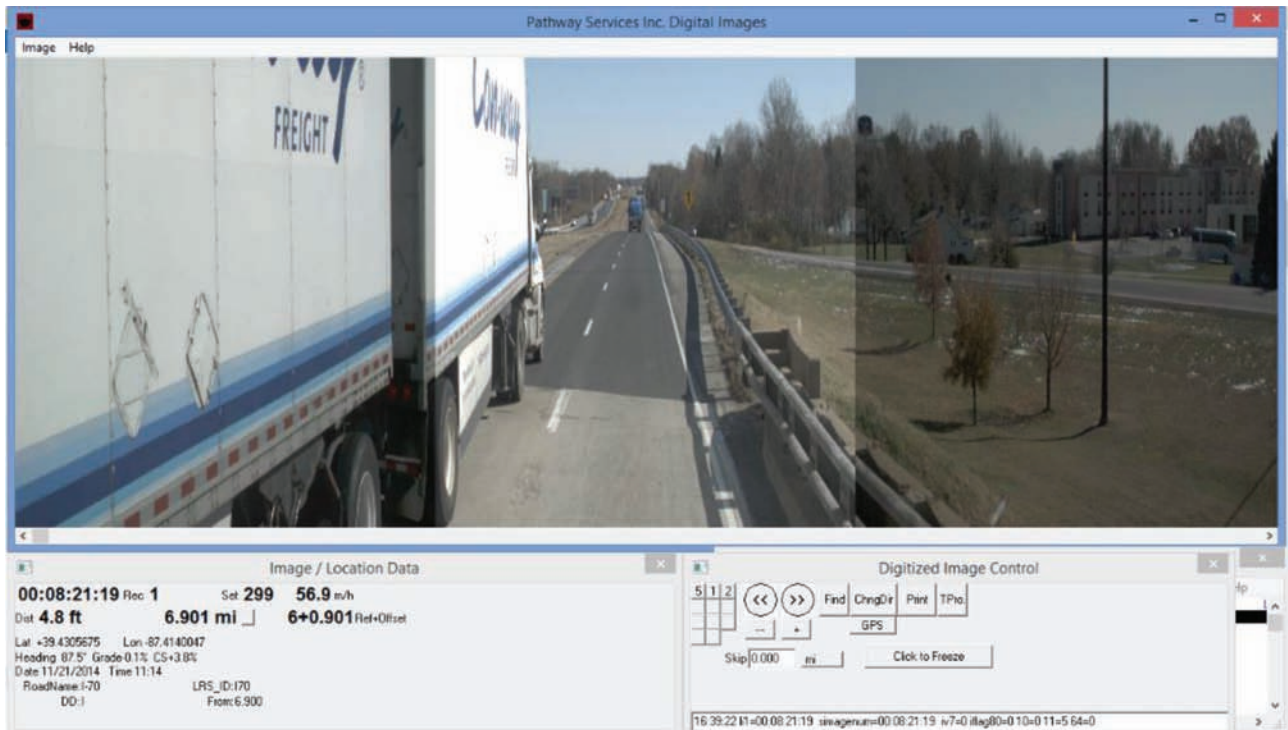 Pathway Services Inc. Digital Images
Image Help
®
FREIGHT
Con-way
Image / Location Data
00:08:21:19 Rec 1 Set 299 56.9 m/h
Dist 4.8 ft 6.901 mi 6+0.901 Ref+Offset
Lat +39.4305675 Lon -87.4140047
Heading 87.5° Grade-0.1% CS+3.8%
Date 11/21/2014 Time 11:14
RoadName:I-70 LRS_ID:I70
DD:I From:6.900
Digitized Image Control
5 1 2 << >> Find ChngDir Print TPro.
-- + GPS
Skip 0.000 mi Click to Freeze